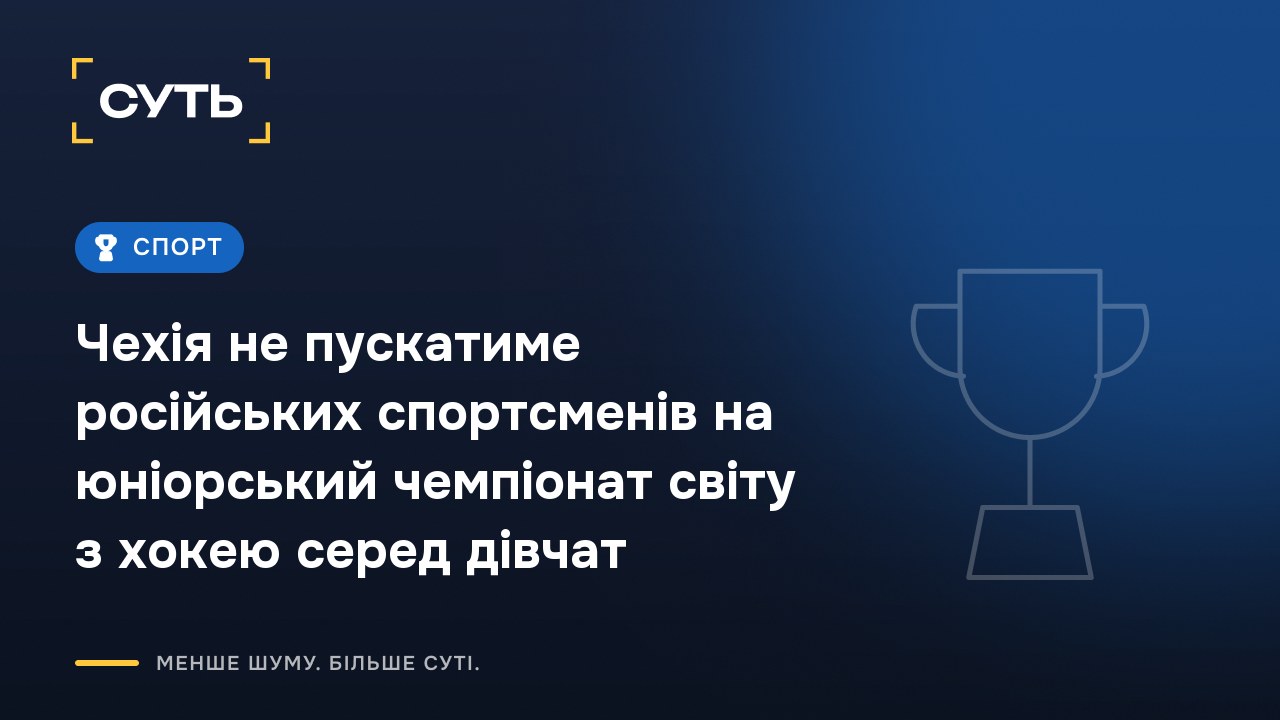 СУТЬ
СПОРТ
Чехія не пускатиме
російських спортсменів на
юніорський чемпіонат світу
з хокею серед дівчат
МЕНШЕ ШУМУ. БІЛЬШЕ СУТІ.